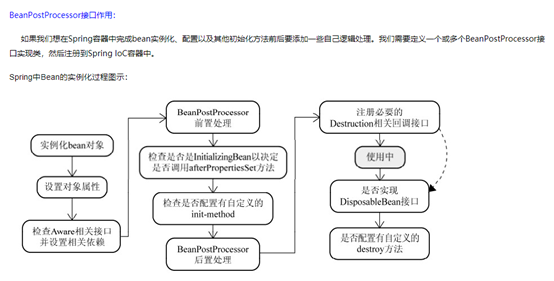 BeanPostProcessor接口作用：
如果我们想在Spring容器中完成bean实例化、配置以及其他初始化方法前后要添加一些自己逻辑处理。我们需要定义一个或多个BeanPostProcessor接
口实现类，然后注册到Spring IoC容器中。
Spring中Bean的实例化过程图示：
实例化bean对象
设置对象属性
检查Aware相关接口
并设置相关依赖
BeanPostProcessor
前置处理
检查是否是InitializingBean以决定
是否调用afterPropertiesSet方法
检查是否配置有自定义的
init-method
BeanPostProcessor
后置处理
注册必要的
Destruction相关回调接口
使用中
是否实现
DisposableBean接口
是否配置有自定义的
destroy方法